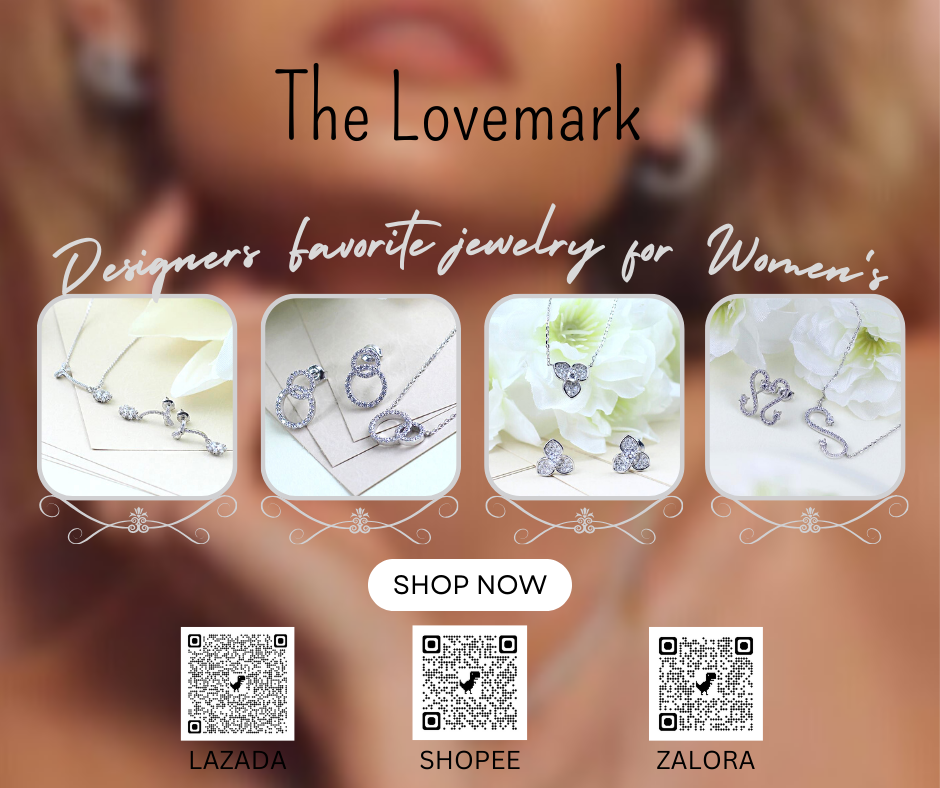 The Lovemark
Designers favorite jewelry for Women's
SHOP NOW
LAZADA
SHOPEE
ZALORA